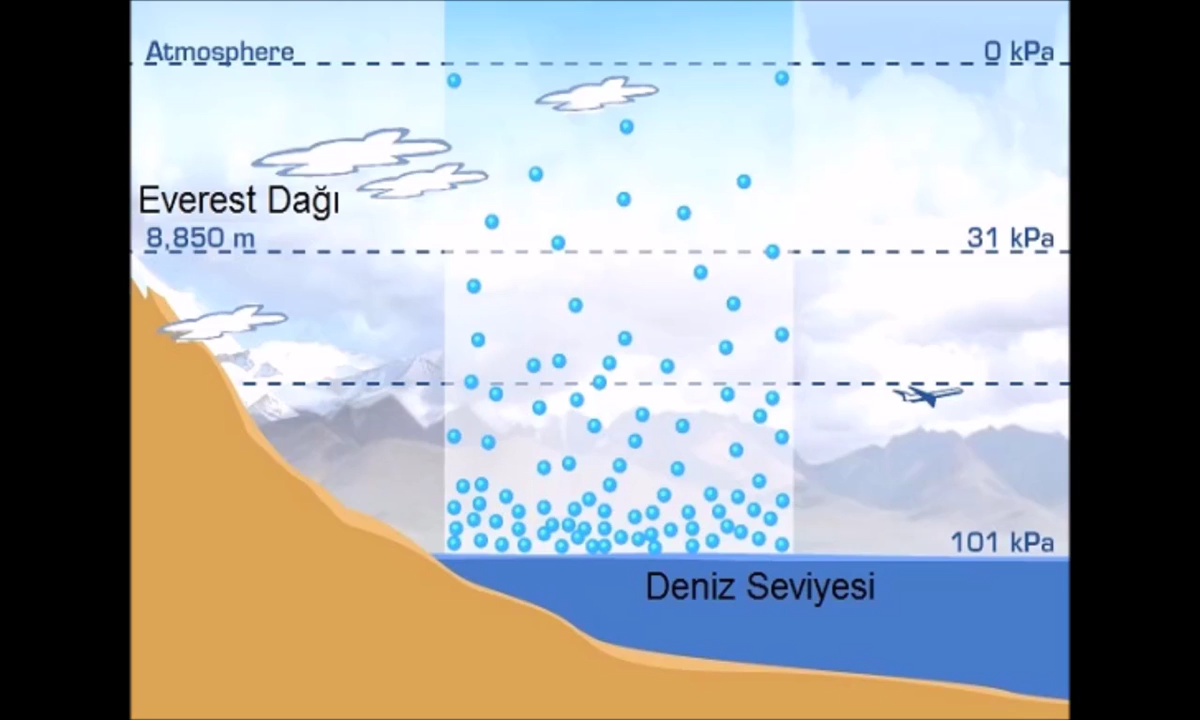 Atmosphere
0 kPa
Everest Dağı
8,850 m
31 kPa
101 kPa
Deniz Seviyesi